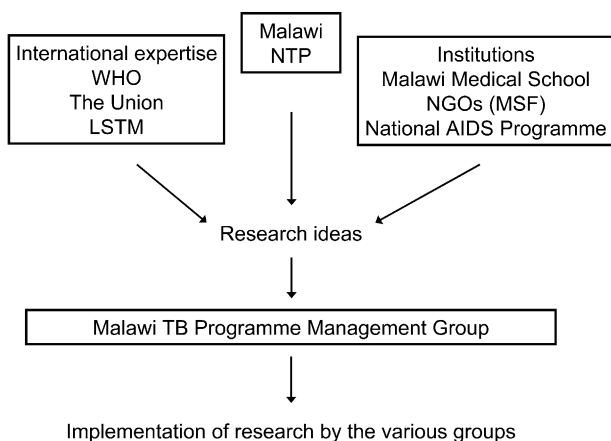 International expertise
WHO
The Union
LSTM
Malawi
NTP
Institutions
Malawi Medical School
NGOs (MSF)
National AIDS Programme
Research ideas
Malawi TB Programme Management Group
Implementation of research by the various groups